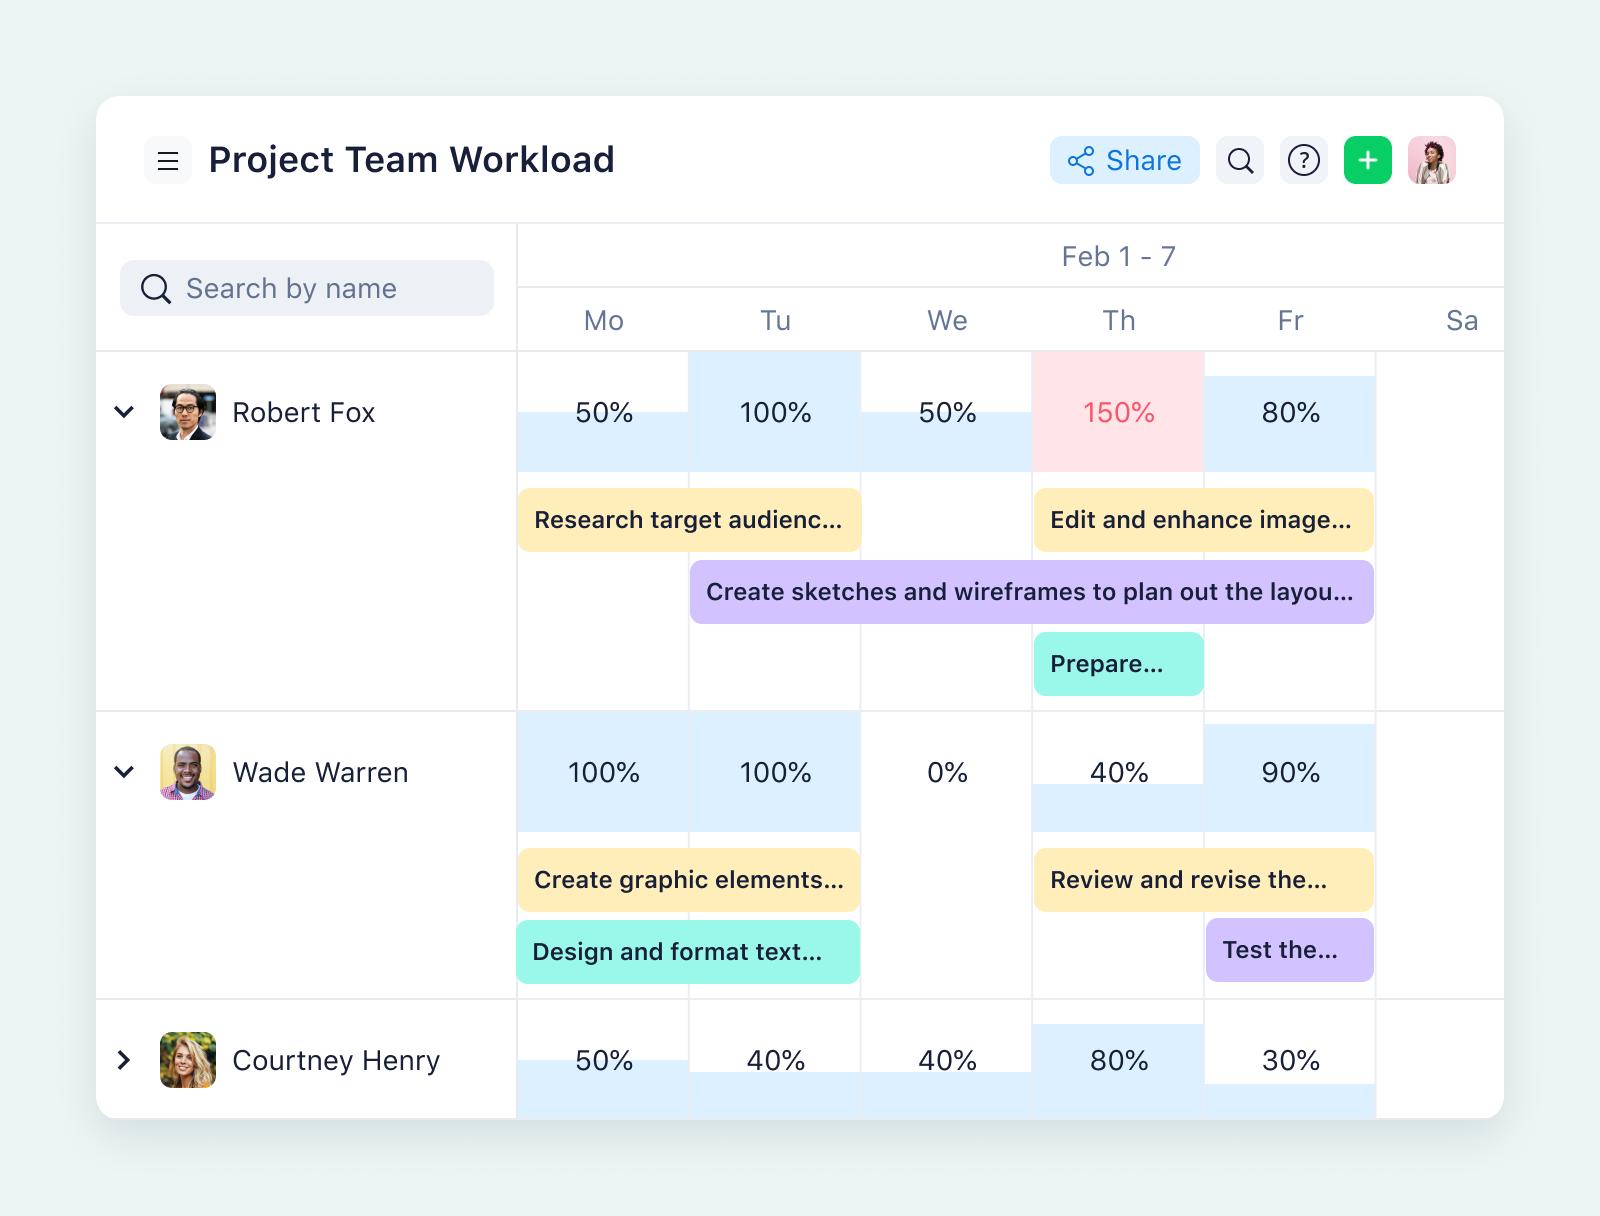 Project Team Workload
Share
?
+
Search by name
Feb 1 - 7
Mo Tu We Th Fr Sa
Robert Fox 50% 100% 50% 150% 80%
Research target audienc... Edit and enhance image...
Create sketches and wireframes to plan out the layou...
Prepare...
Wade Warren 100% 100% 0% 40% 90%
Create graphic elements... Review and revise the...
Design and format text... Test the...
Courtney Henry 50% 40% 40% 80% 30%